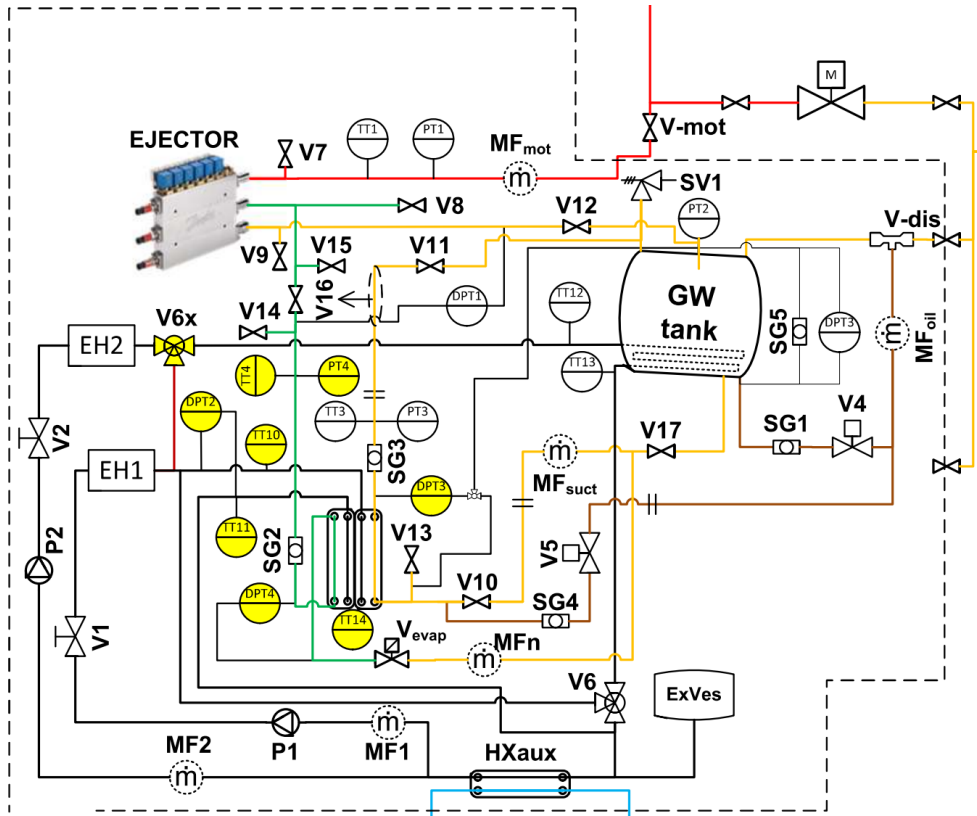 M
V-mot
EJECTOR
V7
TT1
PT1
MFmot
ṁ
SV1
V8
V12
PT2
V-dis
V9
V15
V11
GW
tank
V16
DPT1
TT12
SG5
DPT3
MFoil
ṁ
V14
V6x
EH2
TT4
PT4
TT13
DPT2
TT3
PT3
SG1
V4
V2
TT10
SG3
V17
EH1
ṁ
MFsuct
DPT3
TT11
SG2
V13
V5
P2
V10
SG4
DPT4
TT14
Vevap
MFn
ṁ
V1
V6
ExVes
P1
ṁ
MF1
MF2
ṁ
HXaux